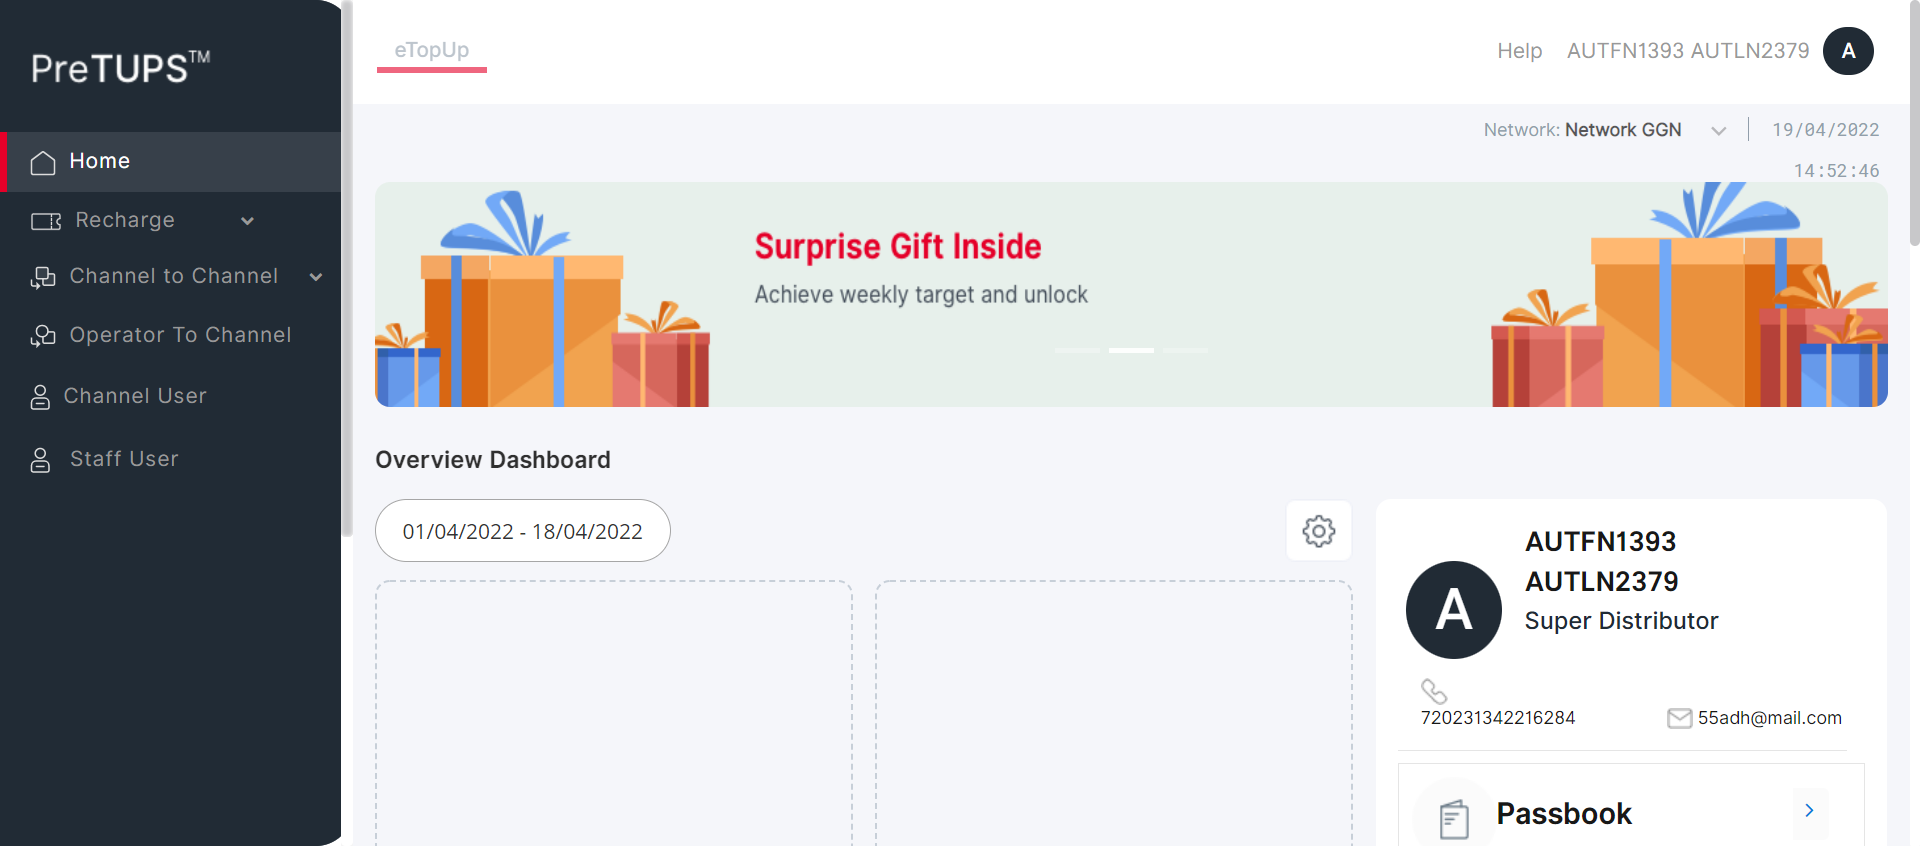 PreTUPS™
Home
Recharge
Channel to Channel
Operator To Channel
Channel User
Staff User
eTopUp
Help
AUTFN1393 AUTLN2379
A
Network: Network GGN
19/04/2022
14:52:46
Surprise Gift Inside
Achieve weekly target and unlock
Overview Dashboard
01/04/2022 - 18/04/2022
A
AUTFN1393
AUTLN2379
Super Distributor
720231342216284
55adh@mail.com
Passbook